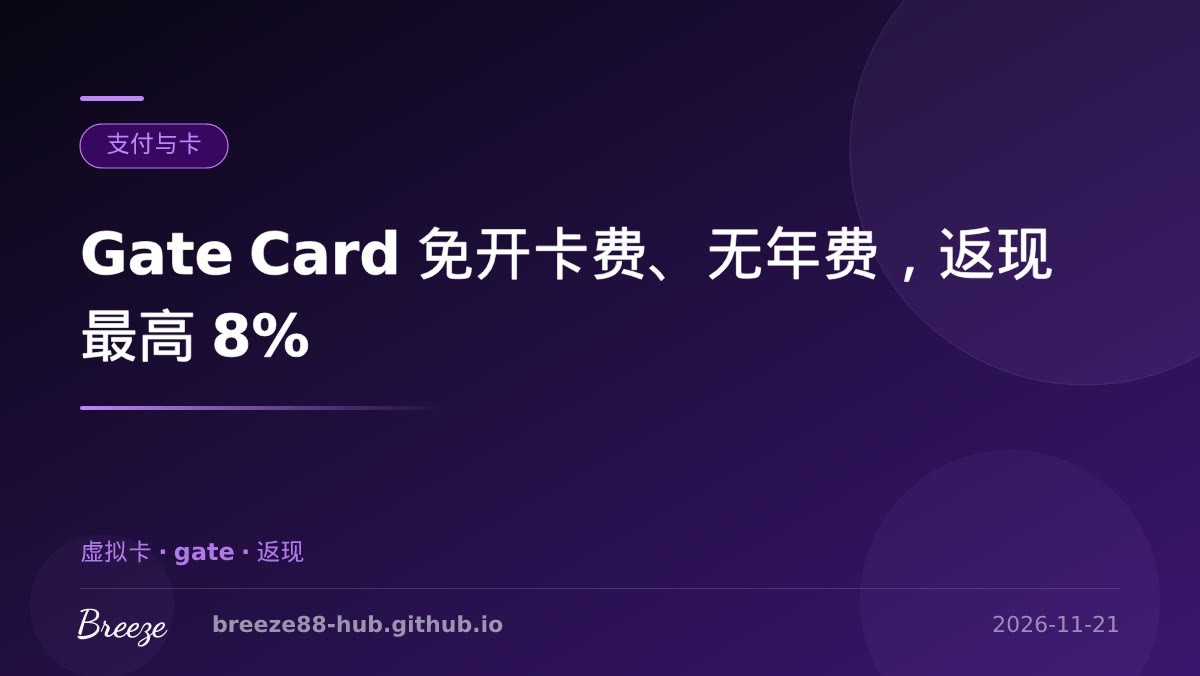 支付与卡
Gate Card 免开卡费、无年费，返现
最高 8%
虚拟卡 · gate · 返现
Breeze breeze88-hub.github.io 2026-11-21